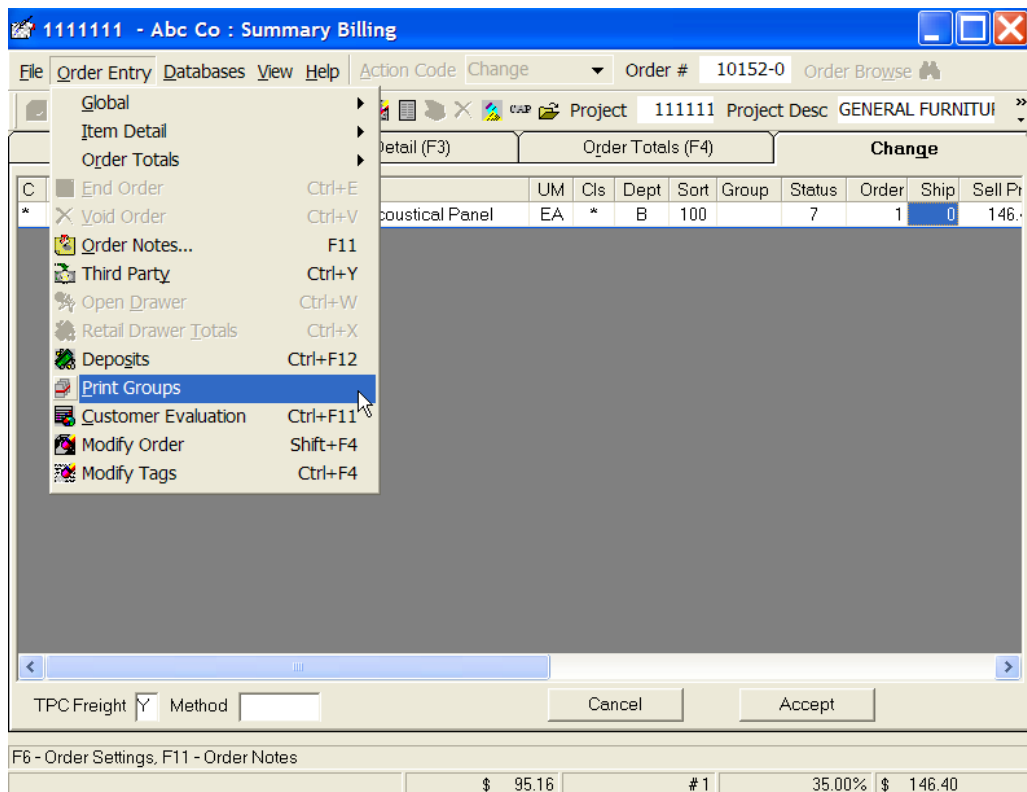 1111111 - Abc Co : Summary Billing
File Order Entry Databases View Help Action Code Change Order # 10152-0 Order Browse
CAP Project 111111 Project Desc GENERAL FURNITUI »
Detail (F3) Order Totals (F4) Change
C UM Cls Dept Sort Group Status Order Ship Sell Pr
* coustical Panel EA * B 100 7 1 0 146.
Global
Item Detail
Order Totals
End Order Ctrl+E
Void Order Ctrl+V
Order Notes... F11
Third Party Ctrl+Y
Open Drawer Ctrl+W
Retail Drawer Totals Ctrl+X
Deposits Ctrl+F12
Print Groups
Customer Evaluation Ctrl+F11
Modify Order Shift+F4
Modify Tags Ctrl+F4
TPC Freight Y Method Cancel Accept
F6 - Order Settings, F11 - Order Notes
$ 95.16 # 1 35.00% $ 146.40